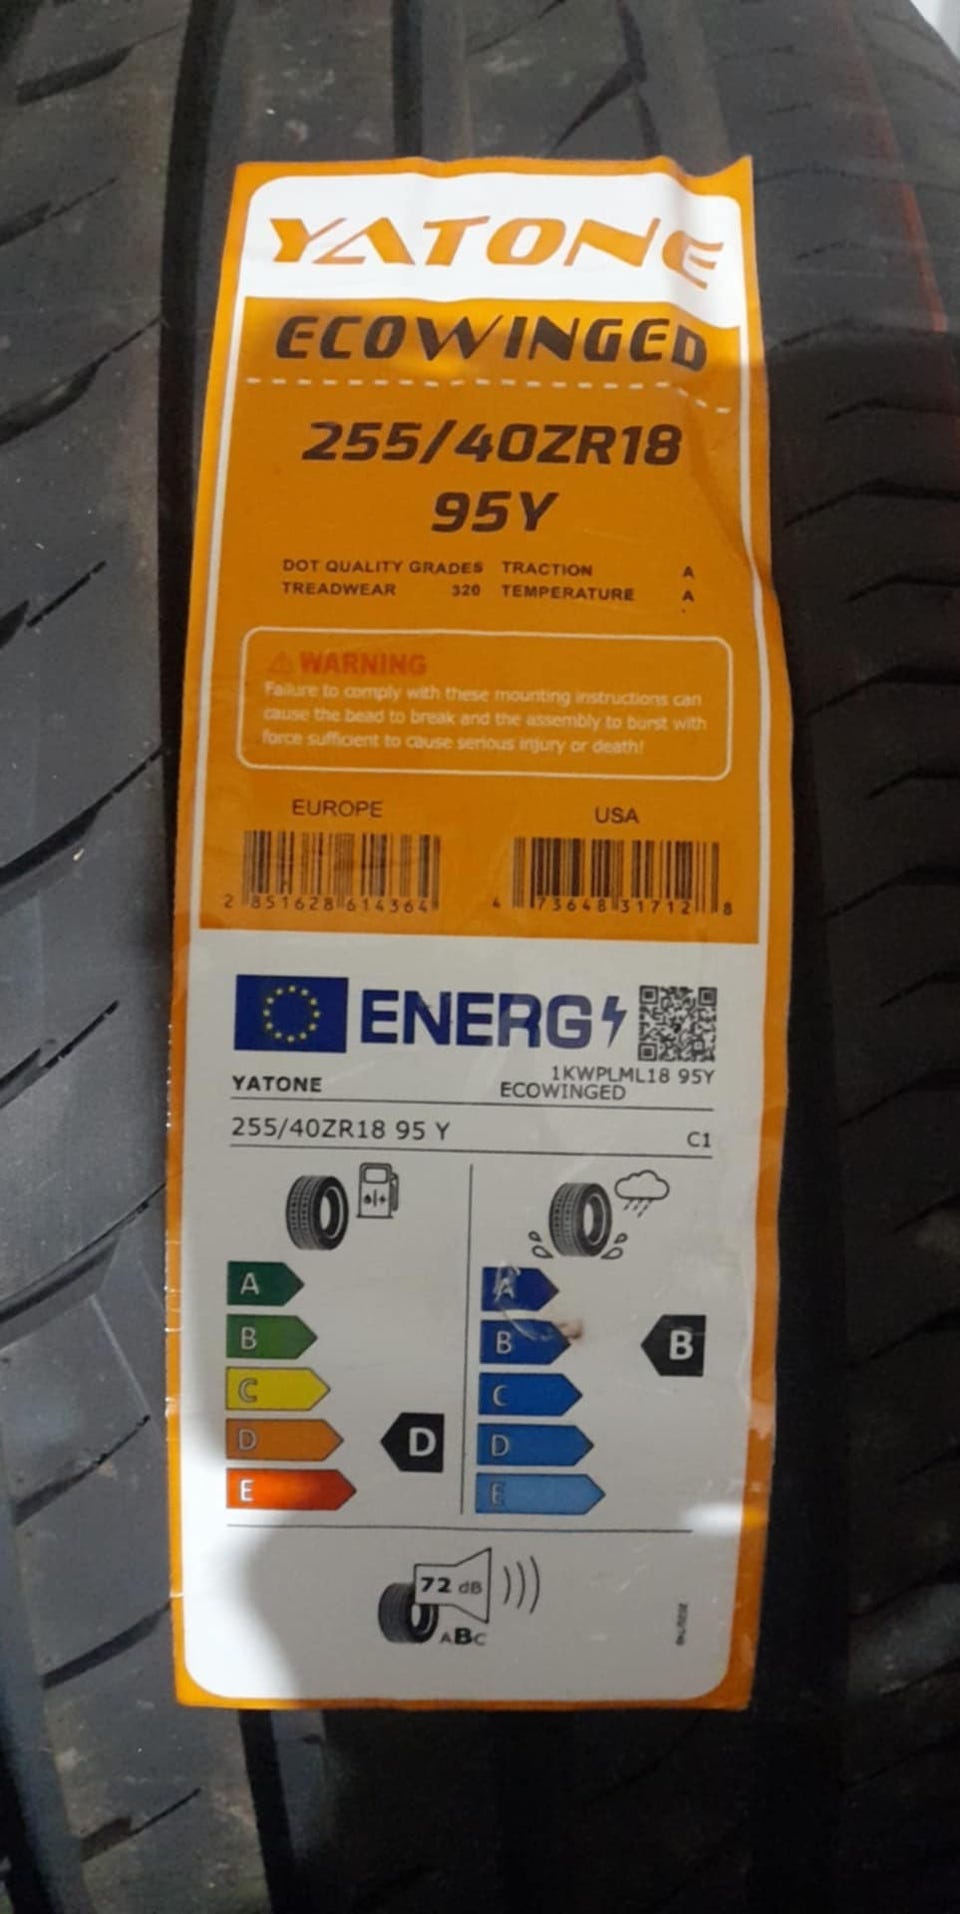 YATONE
ECOWINGED
255/40ZR18
95Y
DOT QUALITY GRADES TRACTION A
TREADWEAR 320 TEMPERATURE A
WARNING
Failure to comply with these mounting instructions can
cause the bead to break and the assembly to burst with
force sufficient to cause serious injury or death!
EUROPE USA
2 851628 614364 4 73648 31712 8
ENERG
YATONE 1KWPLML18 95Y
ECOWINGED
255/40ZR18 95 Y C1
A A
B B B
C C
D D D
E E
72 dB
ABC